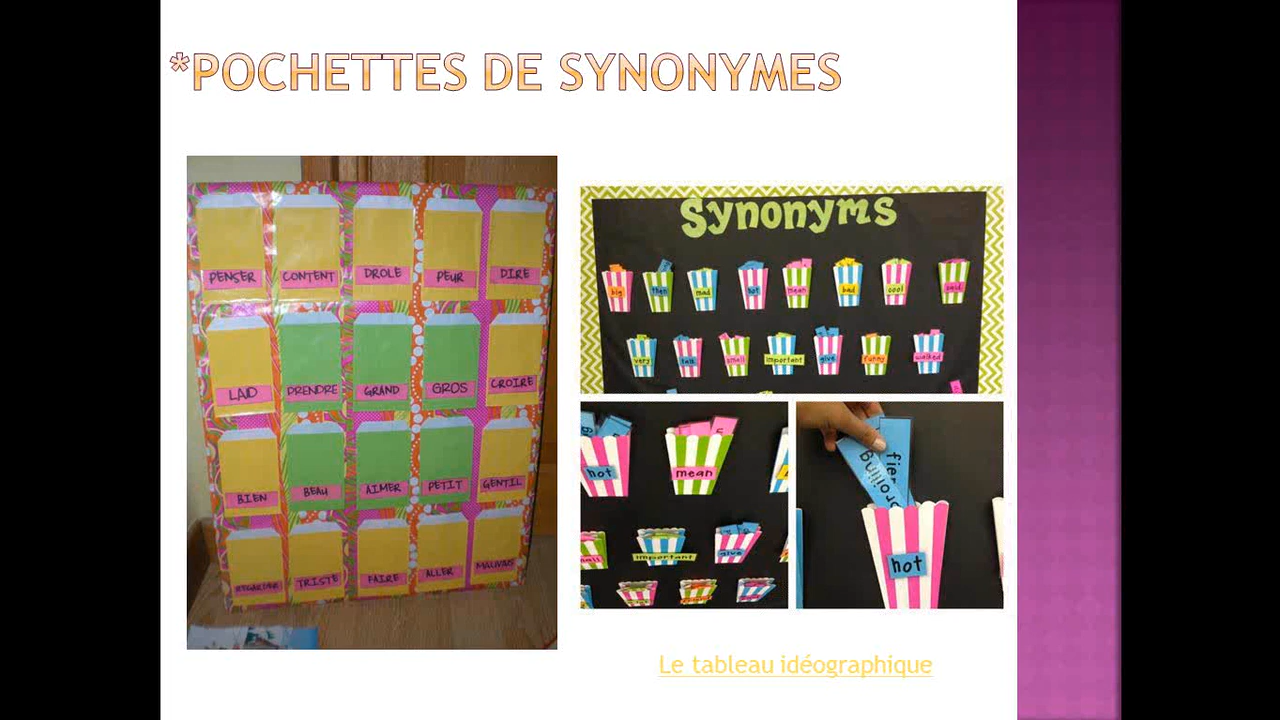 *POCHETTES DE SYNONYMES
PENSER CONTENT DROLE PEUR DIRE
LAID PRENDRE GRAND GROS CROIRE
BIEN BEAU AIMER PETIT GENTIL
REGARDER TRISTE FAIRE ALLER MAUVAIS
Synonyms
big then mad hot mean bad cool said
very small important give funny walked
hot mean
important give
hot
Le tableau idéographique